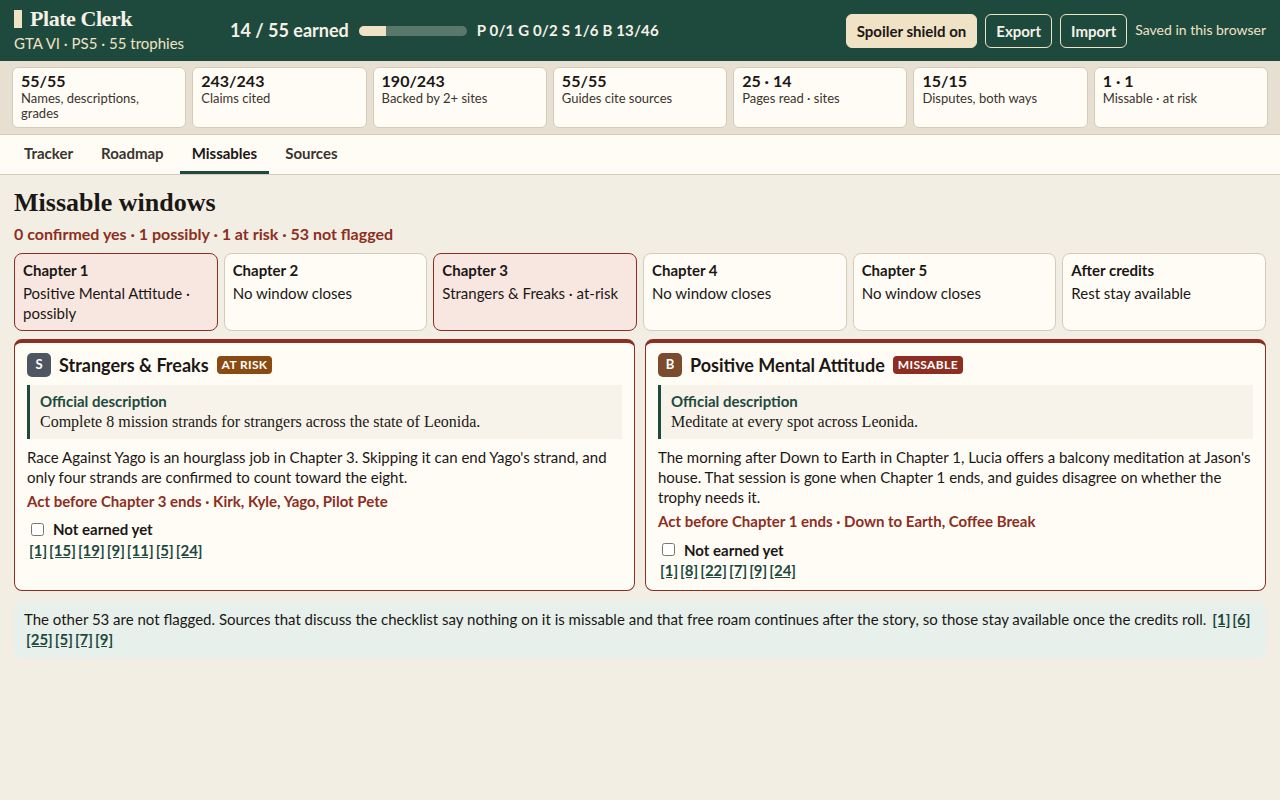 Plate Clerk
GTA VI · PS5 · 55 trophies
14 / 55 earned
P 0/1 G 0/2 S 1/6 B 13/46
Spoiler shield on
Export
Import
Saved in this browser
55/55
Names, descriptions,
grades
243/243
Claims cited
190/243
Backed by 2+ sites
55/55
Guides cite sources
25 · 14
Pages read · sites
15/15
Disputes, both ways
1 · 1
Missable · at risk
Tracker
Roadmap
Missables
Sources
Missable windows
0 confirmed yes · 1 possibly · 1 at risk · 53 not flagged
Chapter 1
Positive Mental Attitude ·
possibly
Chapter 2
No window closes
Chapter 3
Strangers & Freaks · at-risk
Chapter 4
No window closes
Chapter 5
No window closes
After credits
Rest stay available
S
Strangers & Freaks
AT RISK
Official description
Complete 8 mission strands for strangers across the state of Leonida.
Race Against Yago is an hourglass job in Chapter 3. Skipping it can end Yago's strand, and
only four strands are confirmed to count toward the eight.
Act before Chapter 3 ends · Kirk, Kyle, Yago, Pilot Pete
Not earned yet
[1] [15] [19] [9] [11] [5] [24]
B
Positive Mental Attitude
MISSABLE
Official description
Meditate at every spot across Leonida.
The morning after Down to Earth in Chapter 1, Lucia offers a balcony meditation at Jason's
house. That session is gone when Chapter 1 ends, and guides disagree on whether the
trophy needs it.
Act before Chapter 1 ends · Down to Earth, Coffee Break
Not earned yet
[1] [8] [22] [7] [9] [24]
The other 53 are not flagged. Sources that discuss the checklist say nothing on it is missable and that free roam continues after the story, so those stay available once the credits roll. [1] [6]
[25] [5] [7] [9]